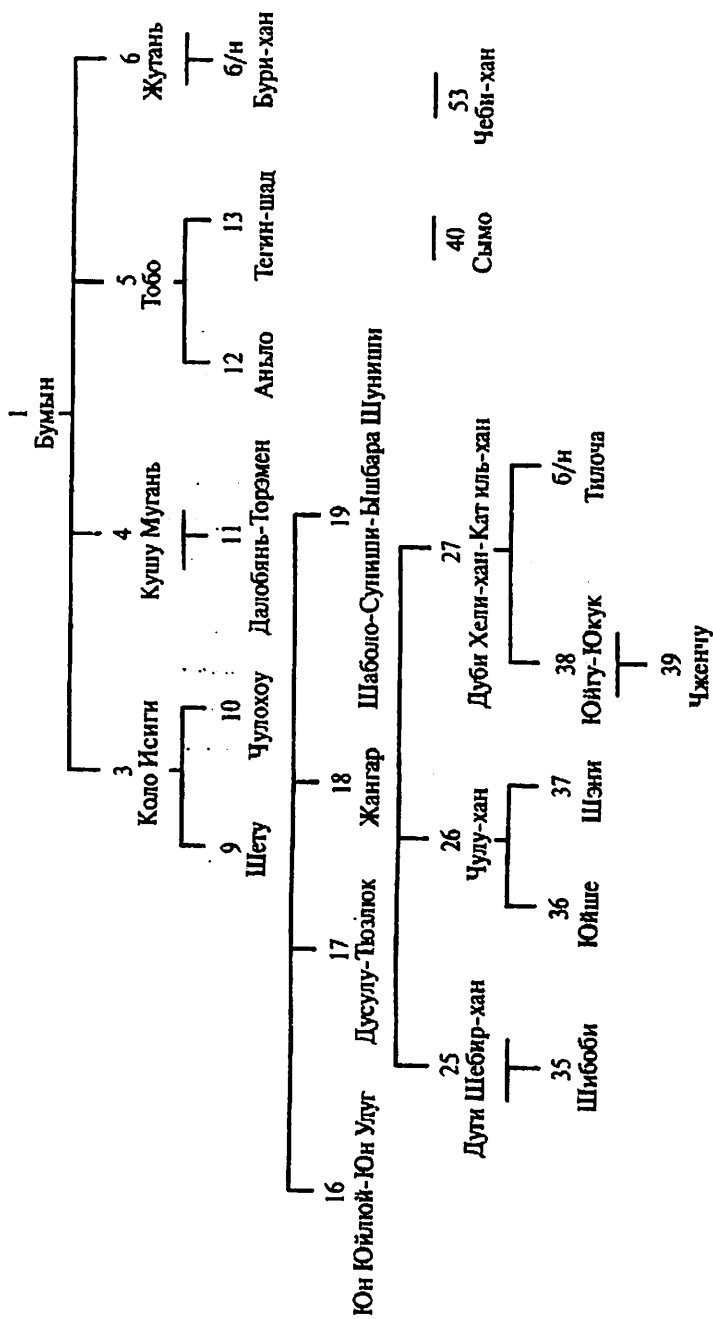 1
Бумын
3 4 5 6
Коло Исиги Кушу Мугань Тобо Жутань
9 10 11 12 13 б/н
Шету Чулохоу Далобянь-Торэмен Аньло Тегин-шад Бури-хан
16 17 18 19
Юн Юйлюй-Юн Улуг Дусулу-Тюзлюк Жангар Шаболо-Суниши-Ышбара Шуниши
25 26 27 40 53
Дуги Шебир-хан Чулу-хан Дуби Хели-хан-Кат иль-хан Сымо Чеби-хан
35 36 37 38 б/н
Шибоби Юйше Шэни Юйгу-Юкук Тилоча
39
Чженчу